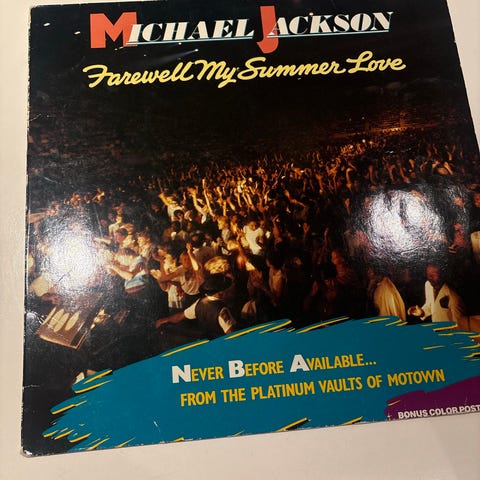 MICHAEL JACKSON
Farewell My Summer Love
NEVER BEFORE AVAILABLE...
FROM THE PLATINUM VAULTS OF MOTOWN
BONUS COLOR POST